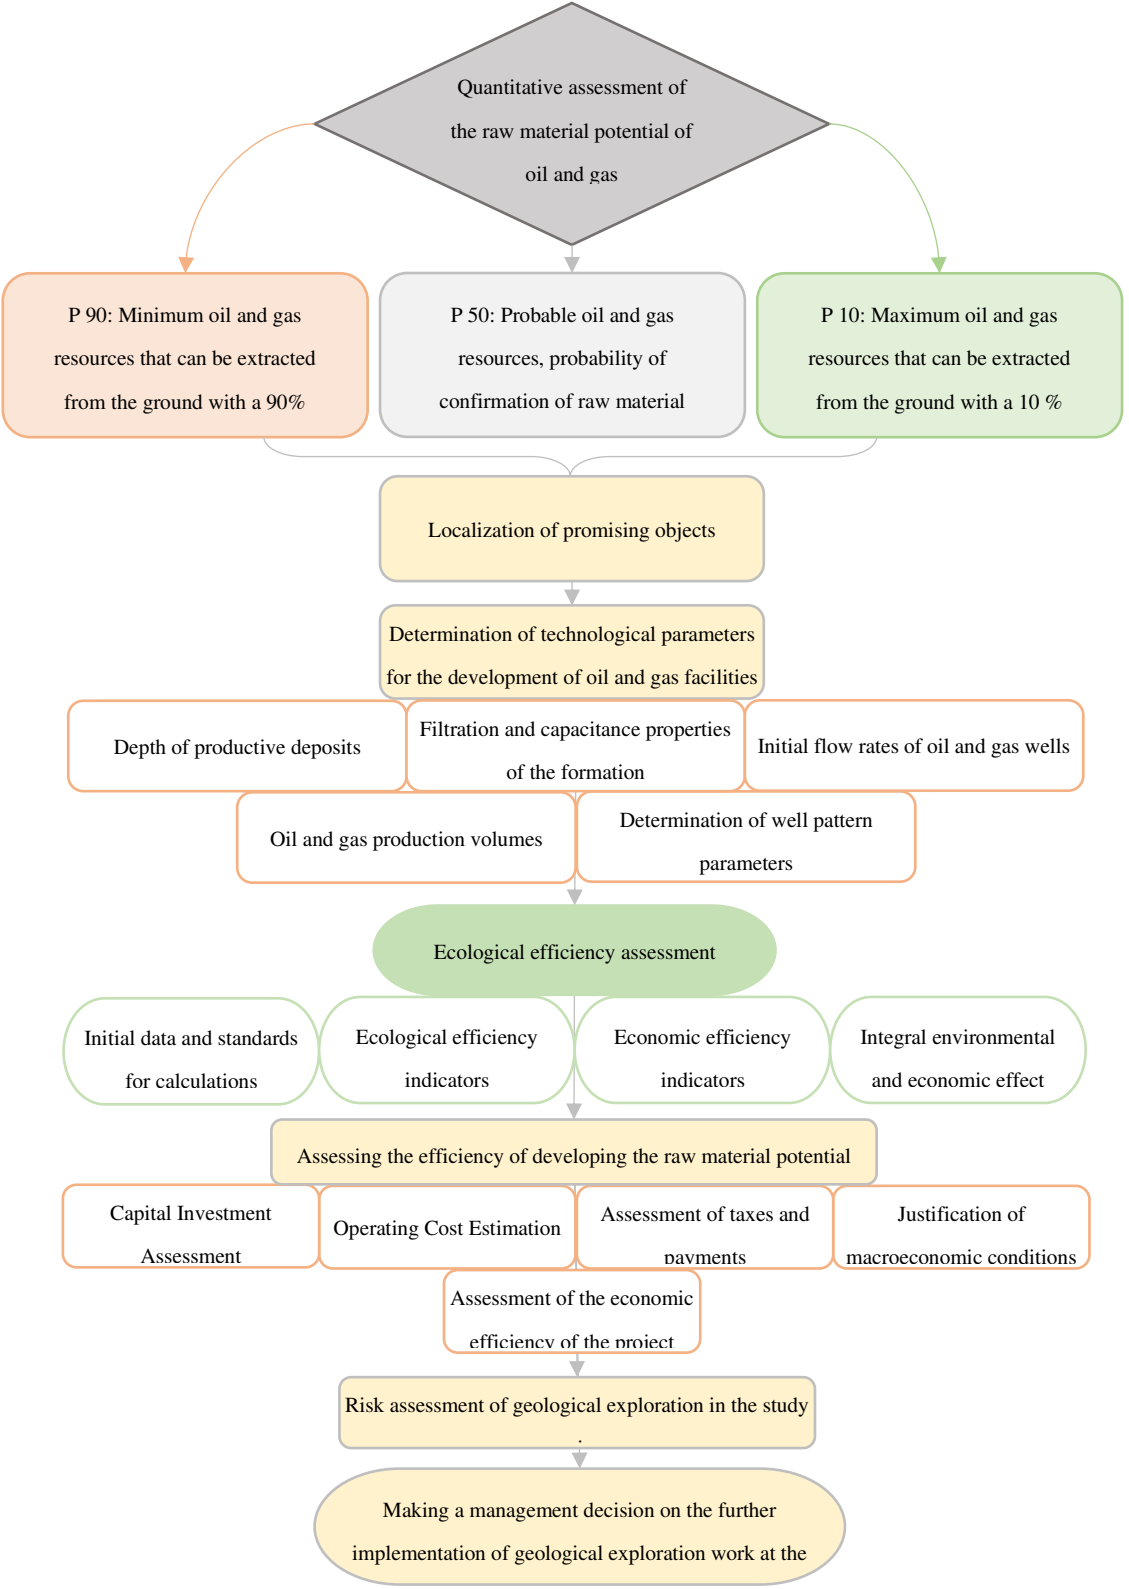 Quantitative assessment of
the raw material potential of
oil and gas
P 90: Minimum oil and gas
resources that can be extracted
from the ground with a 90%
P 50: Probable oil and gas
resources, probability of
confirmation of raw material
P 10: Maximum oil and gas
resources that can be extracted
from the ground with a 10 %
Localization of promising objects
Determination of technological parameters
for the development of oil and gas facilities
Depth of productive deposits
Filtration and capacitance properties
of the formation
Initial flow rates of oil and gas wells
Oil and gas production volumes
Determination of well pattern
parameters
Ecological efficiency assessment
Initial data and standards
for calculations
Ecological efficiency
indicators
Economic efficiency
indicators
Integral environmental
and economic effect
Assessing the efficiency of developing the raw material potential
Capital Investment
Assessment
Operating Cost Estimation
Assessment of taxes and
payments
Justification of
macroeconomic conditions
Assessment of the economic
efficiency of the project
Risk assessment of geological exploration in the study
Making a management decision on the further
implementation of geological exploration work at the